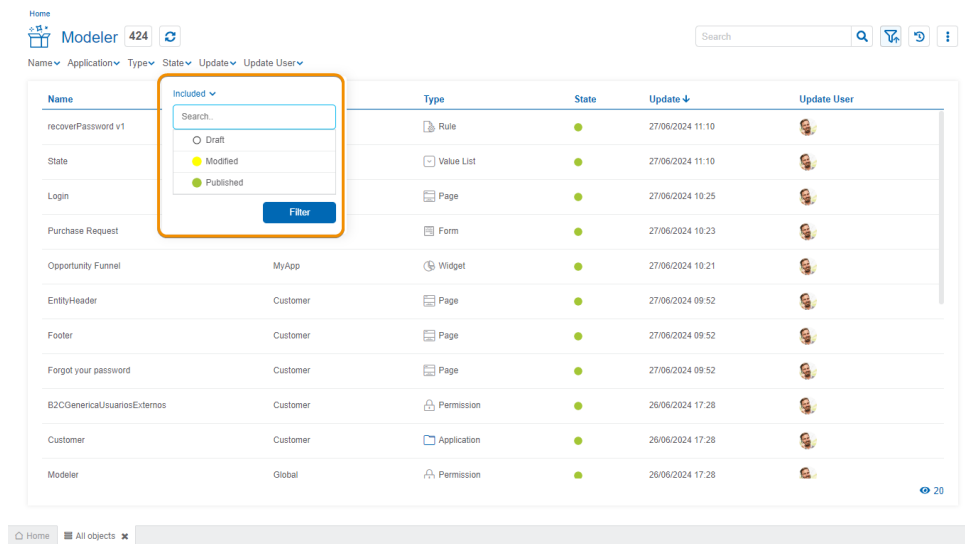 Home
Modeler 424
Search
Name Application Type State Update Update User
Included
Search..
Draft
Modified
Published
Filter
Name Type State Update Update User
recoverPassword v1 Rule 27/06/2024 11:10
State Value List 27/06/2024 11:10
Login Page 27/06/2024 10:25
Purchase Request Form 27/06/2024 10:23
Opportunity Funnel MyApp Widget 27/06/2024 10:21
EntityHeader Customer Page 27/06/2024 09:52
Footer Customer Page 27/06/2024 09:52
Forgot your password Customer Page 27/06/2024 09:52
B2CGenericaUsuariosExternos Customer Permission 26/06/2024 17:28
Customer Customer Application 26/06/2024 17:28
Modeler Global Permission 26/06/2024 17:28
20
Home All objects